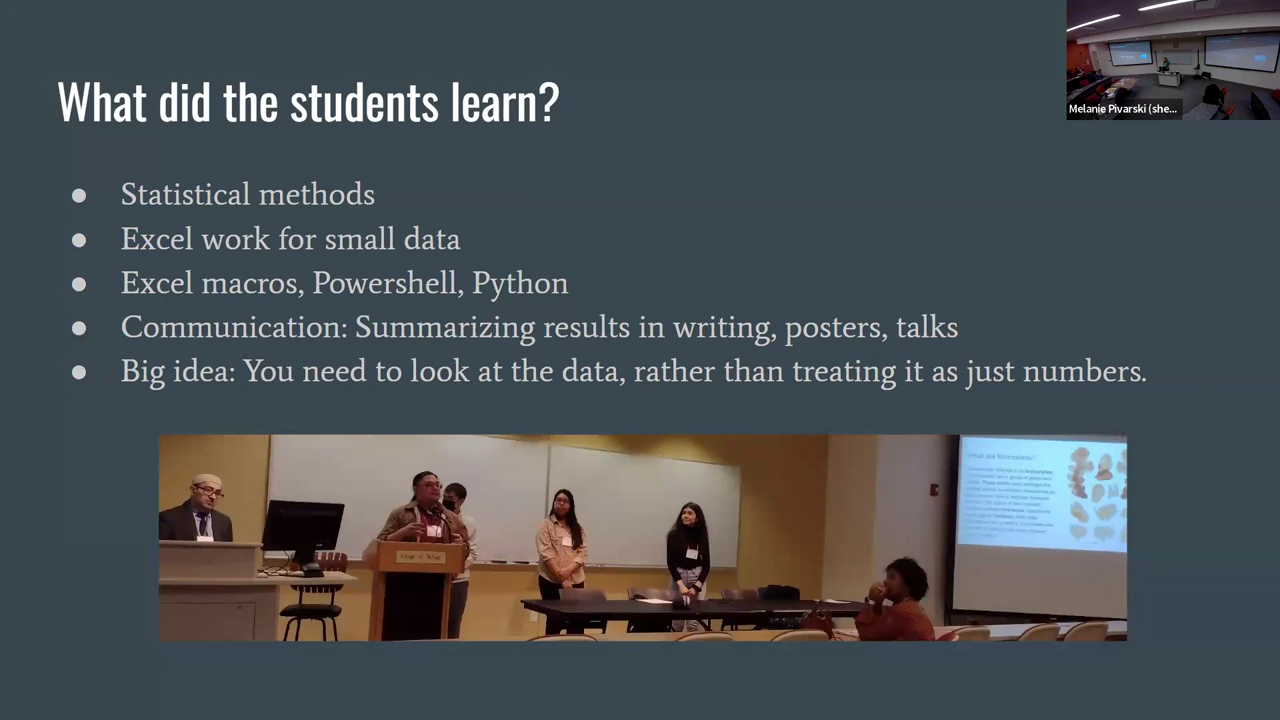 What did the students learn?
Melanie Pivarski (she...
● Statistical methods
● Excel work for small data
● Excel macros, Powershell, Python
● Communication: Summarizing results in writing, posters, talks
● Big idea: You need to look at the data, rather than treating it as just numbers.